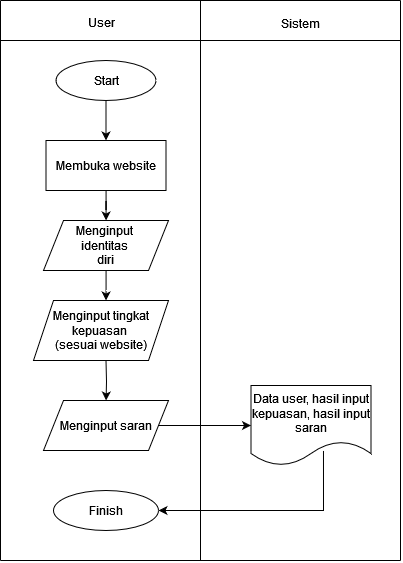 User
Sistem
Start
Membuka website
Menginput
identitas
diri
Menginput tingkat
kepuasan
(sesuai website)
Menginput saran
Data user, hasil input
kepuasan, hasil input
saran
Finish